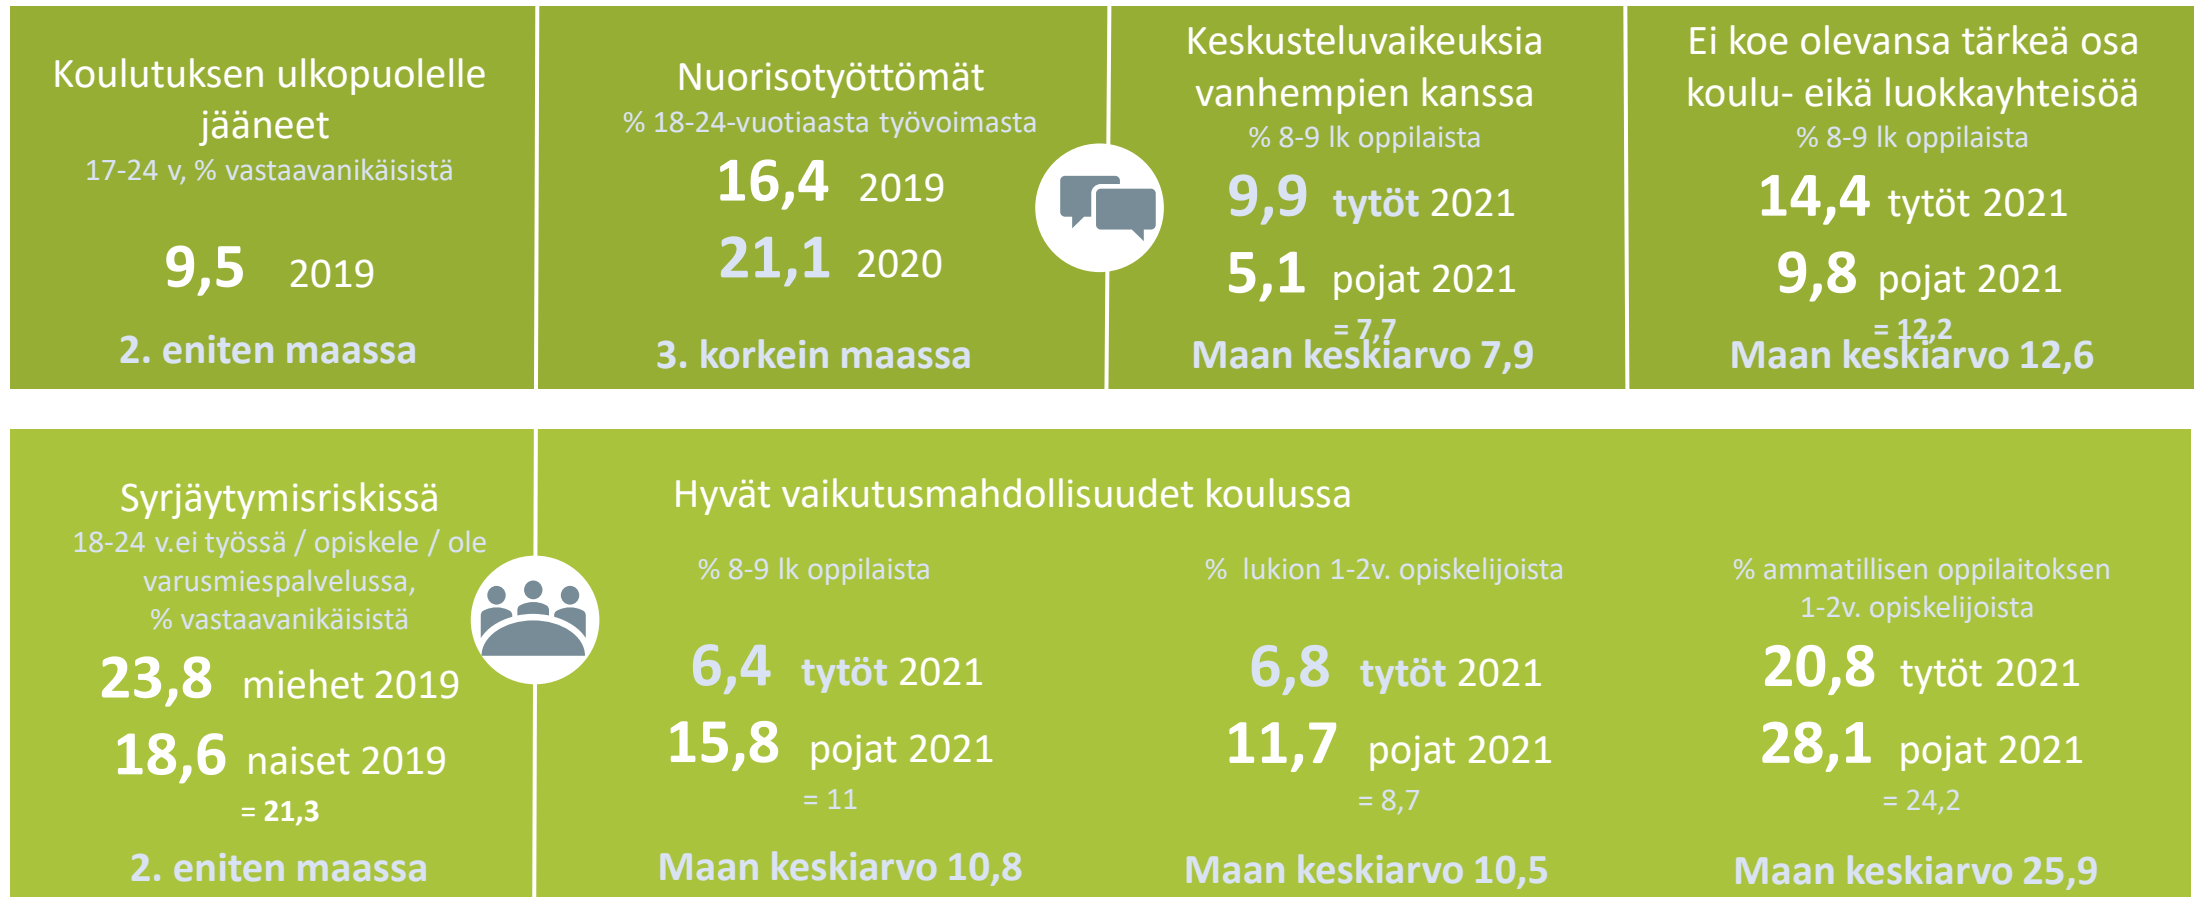 Koulutuksen ulkopuolelle
jääneet
17-24 v, % vastaavanikäisistä
9,5 2019
2. eniten maassa
Nuorisotyöttömät
% 18-24-vuotiaasta työvoimasta
16,4 2019
21,1 2020
3. korkein maassa
Keskusteluvaikeuksia
vanhempien kanssa
% 8-9 lk oppilaista
9,9 tytöt 2021
5,1 pojat 2021
= 7,7
Maan keskiarvo 7,9
Ei koe olevansa tärkeä osa
koulu- eikä luokkayhteisöä
% 8-9 lk oppilaista
14,4 tytöt 2021
9,8 pojat 2021
= 12,2
Maan keskiarvo 12,6
Syrjäytymisriskissä
18-24 v.ei työssä / opiskele / ole
varusmiespalvelussa,
% vastaavanikäisistä
23,8 miehet 2019
18,6 naiset 2019
= 21,3
2. eniten maassa
Hyvät vaikutusmahdollisuudet koulussa
% 8-9 lk oppilaista
6,4 tytöt 2021
15,8 pojat 2021
= 11
Maan keskiarvo 10,8
% lukion 1-2v. opiskelijoista
6,8 tytöt 2021
11,7 pojat 2021
= 8,7
Maan keskiarvo 10,5
% ammatillisen oppilaitoksen
1-2v. opiskelijoista
20,8 tytöt 2021
28,1 pojat 2021
= 24,2
Maan keskiarvo 25,9